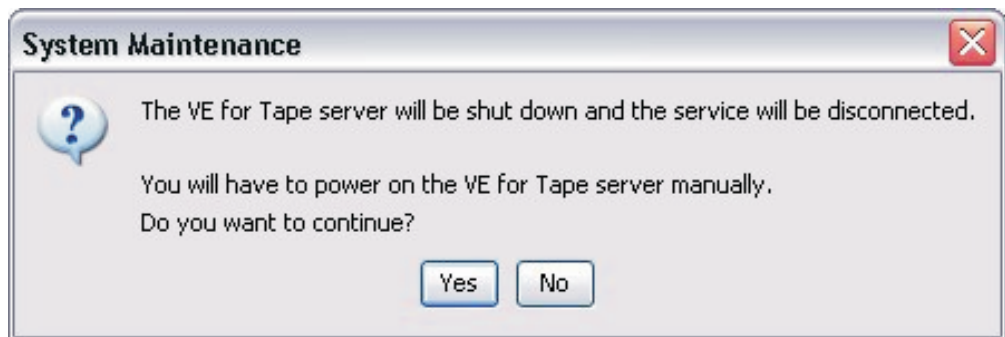 System Maintenance
The VE for Tape server will be shut down and the service will be disconnected.
You will have to power on the VE for Tape server manually.
Do you want to continue?
Yes No